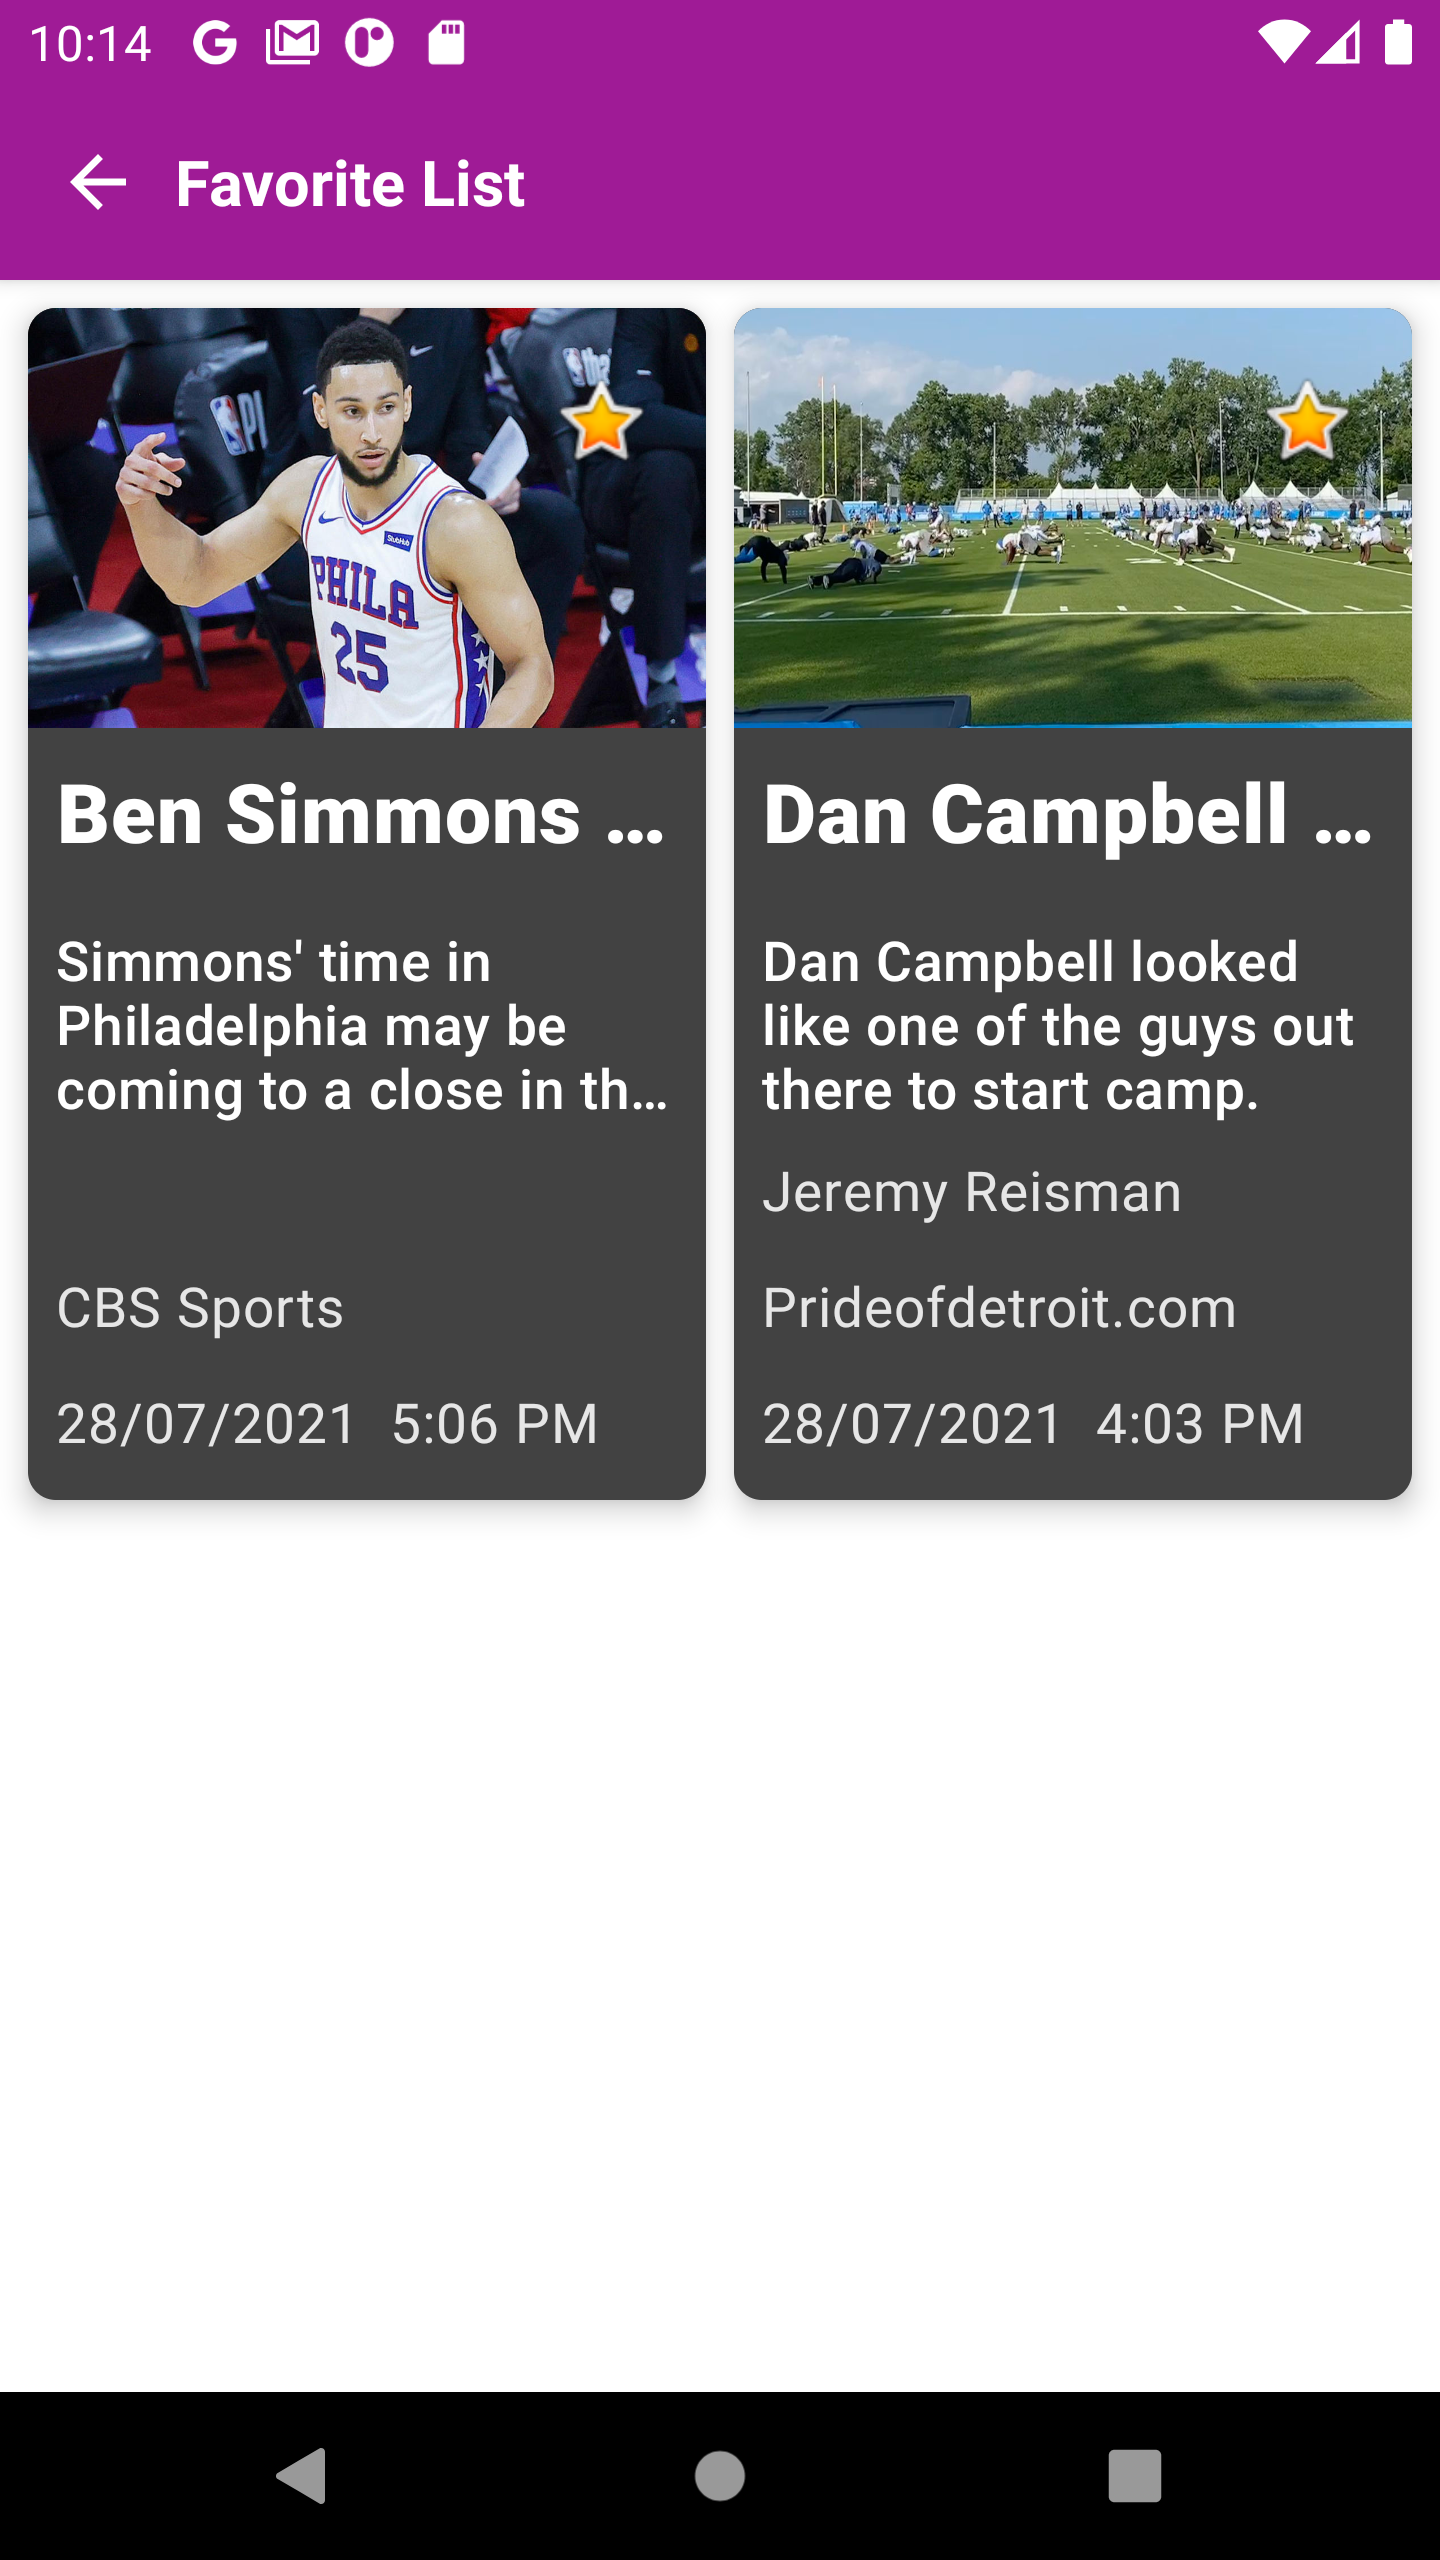 10:14
Favorite List
PHILA
25
StubHub
Ben Simmons ...
Simmons' time in
Philadelphia may be
coming to a close in th...
CBS Sports
28/07/2021 5:06 PM
Dan Campbell ...
Dan Campbell looked
like one of the guys out
there to start camp.
Jeremy Reisman
Prideofdetroit.com
28/07/2021 4:03 PM